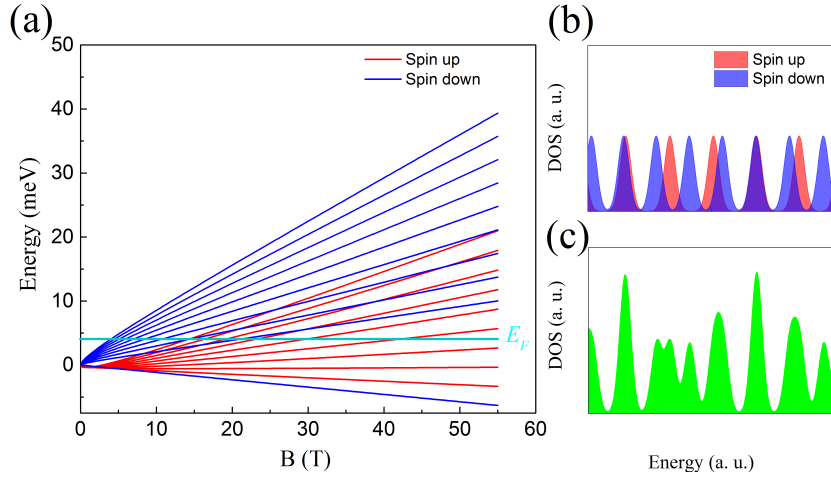 (a)
50
40
30
20
10
0
Energy (meV)
Spin up
Spin down
E_F
0 10 20 30 40 50 60
B (T)
(b)
Spin up
Spin down
DOS (a. u.)
(c)
DOS (a. u.)
Energy (a. u.)